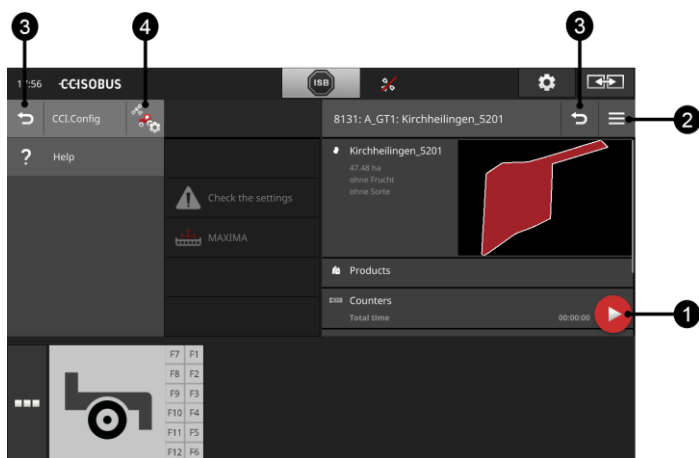 3
4
3
17:56
CCISOBUS
ISB
CCI.Config
8131: A_GT1: Kirchheilingen_5201
2
? Help
Kirchheilingen_5201
47.48 ha
ohne Frucht
ohne Sorte
Check the settings
MAXIMA
Products
Counters
Total time 00:00:00
1
F7 F1
F8 F2
F9 F3
F10 F4
F11 F5
F12 F6